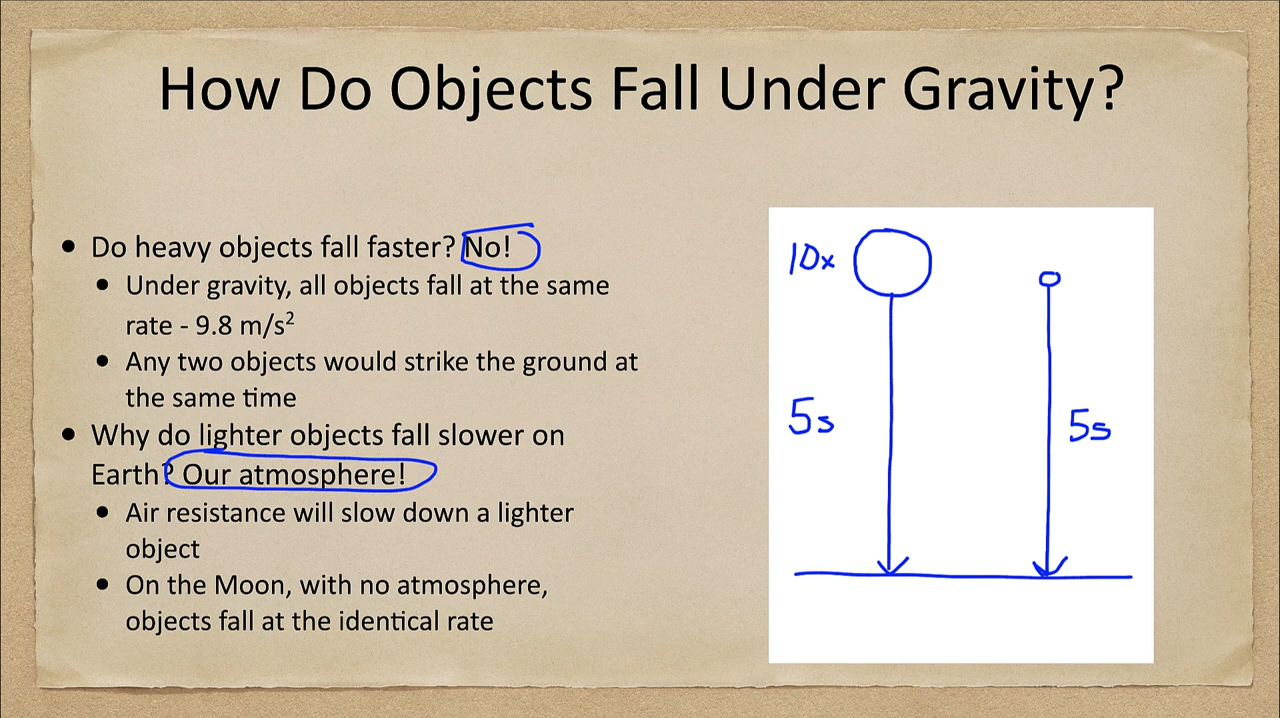 How Do Objects Fall Under Gravity?
• Do heavy objects fall faster? No!
• Under gravity, all objects fall at the same
rate - 9.8 m/s²
• Any two objects would strike the ground at
the same time
• Why do lighter objects fall slower on
Earth? Our atmosphere!
• Air resistance will slow down a lighter
object
• On the Moon, with no atmosphere,
objects fall at the identical rate
10x
5s
5s